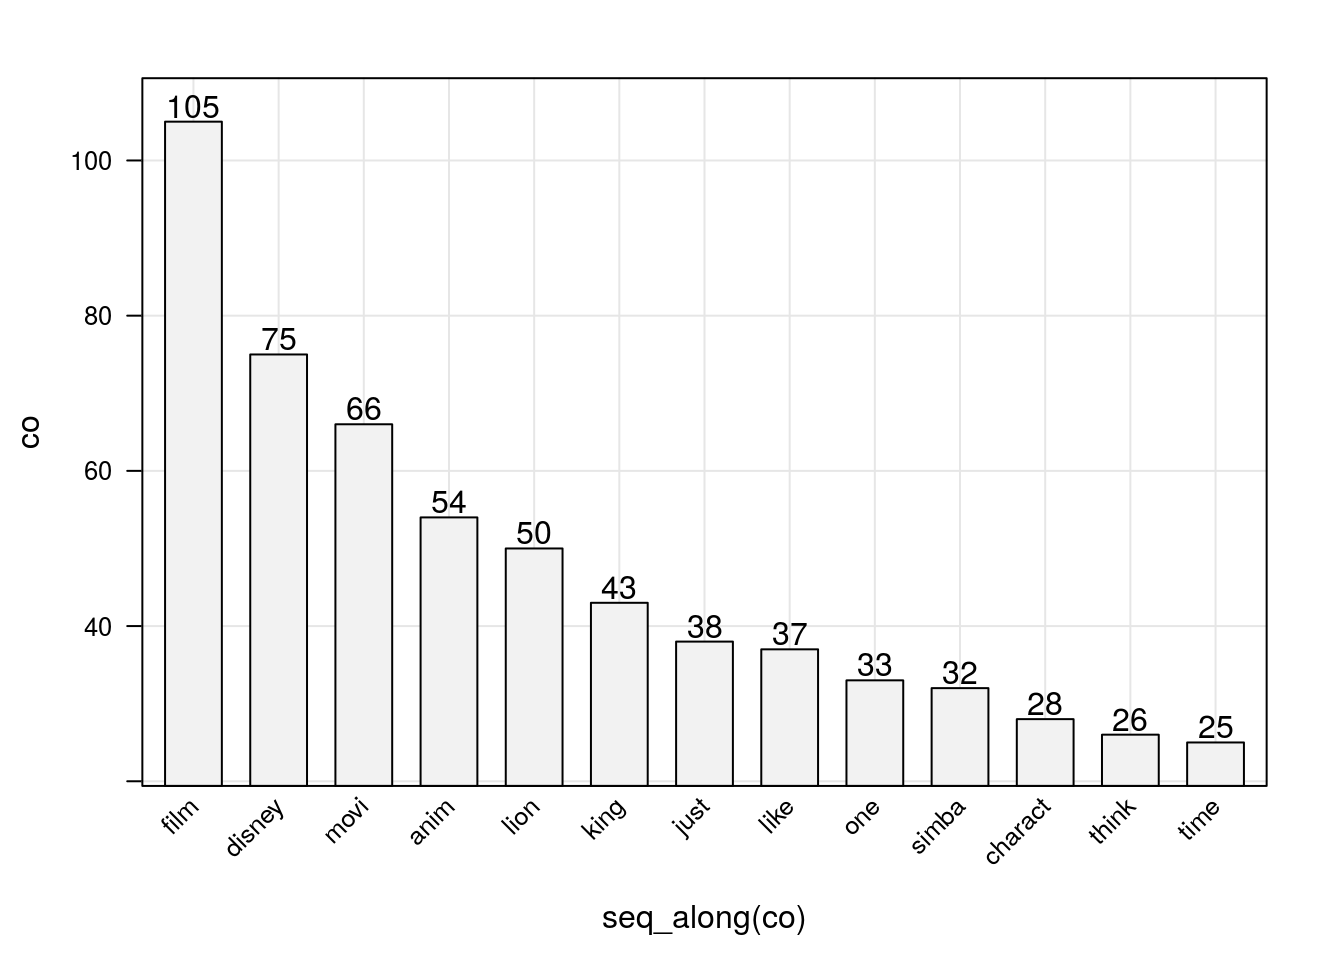 105
100
80
75
66
60
54
50
43
40
38
37
33
32
28
26
25
co
film
disney
movi
anim
lion
king
just
like
one
simba
charact
think
time
seq_along(co)